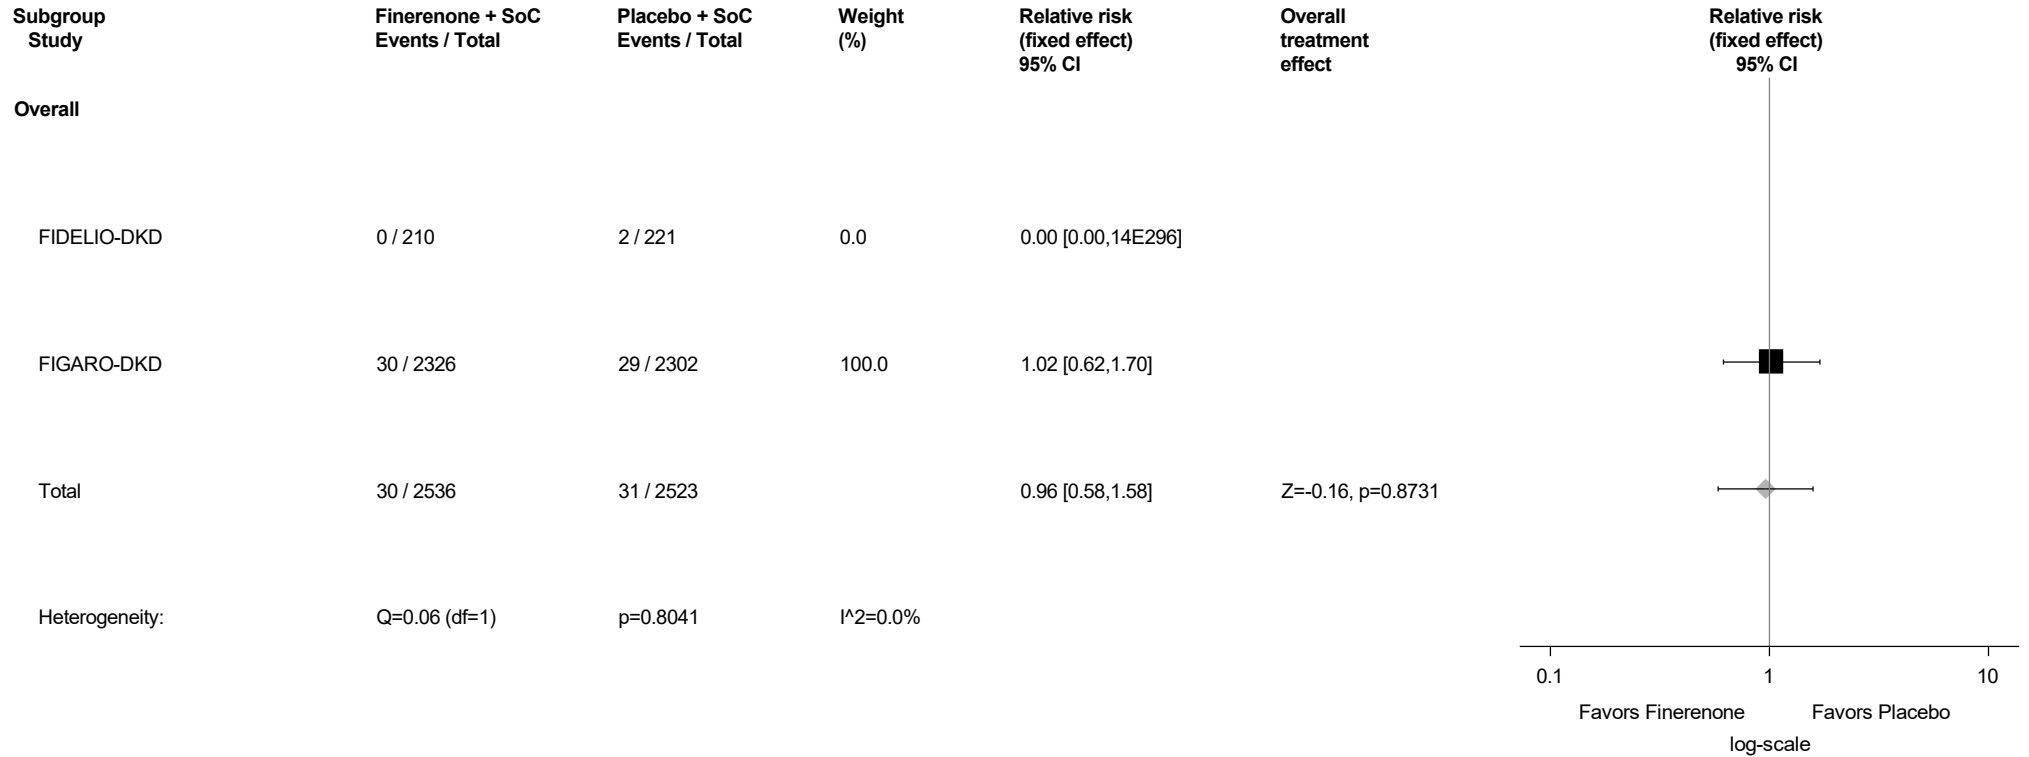 Subgroup Finerenone + SoC Placebo + SoC Weight Relative risk Overall Relative risk
Study Events / Total Events / Total (%) (fixed effect) treatment (fixed effect)
95% CI effect 95% CI
Overall
FIDELIO-DKD 0 / 210 2 / 221 0.0 0.00 [0.00,14E296]
FIGARO-DKD 30 / 2326 29 / 2302 100.0 1.02 [0.62,1.70]
Total 30 / 2536 31 / 2523 0.96 [0.58,1.58] Z=-0.16, p=0.8731
Heterogeneity: Q=0.06 (df=1) p=0.8041 I^2=0.0%
0.1 1 10
Favors Finerenone Favors Placebo
log-scale